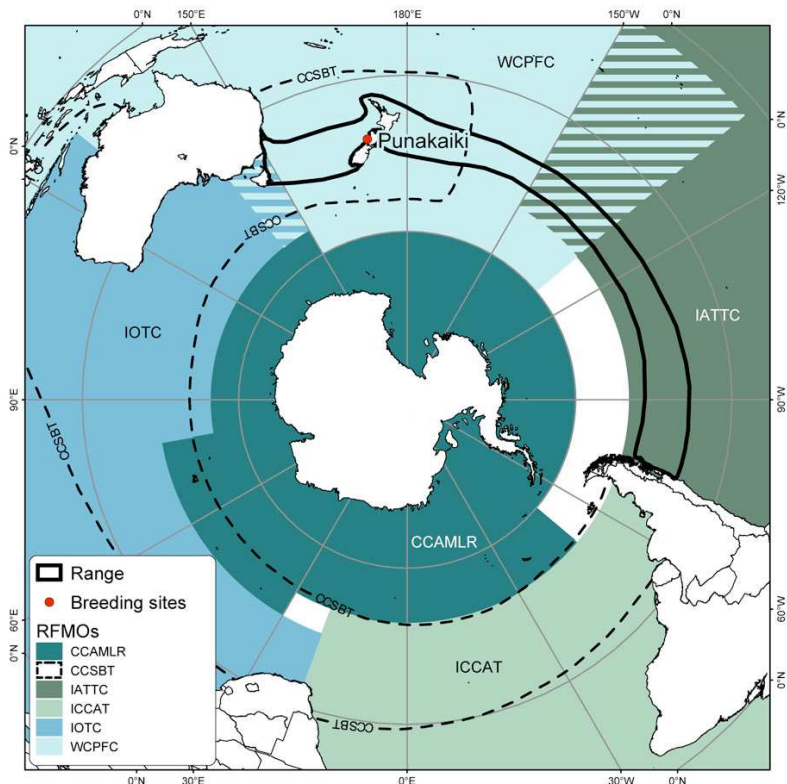 0°N 150°E 180°E 150°W 0°N
CCSBT
WCPFC
0°N
0°N
Punakaiki
120°W
CCSBT
IOTC
IATTC
90°E
90°W
CCSBT
CCAMLR
Range
Breeding sites
RFMOs
CCAMLR
CCSBT
IATTC
ICCAT
IOTC
WCPFC
60°E
0°N
CCSBT
60°W
ICCAT
0°N
CCSBT
0°N 30°E 0°E 30°W 0°N